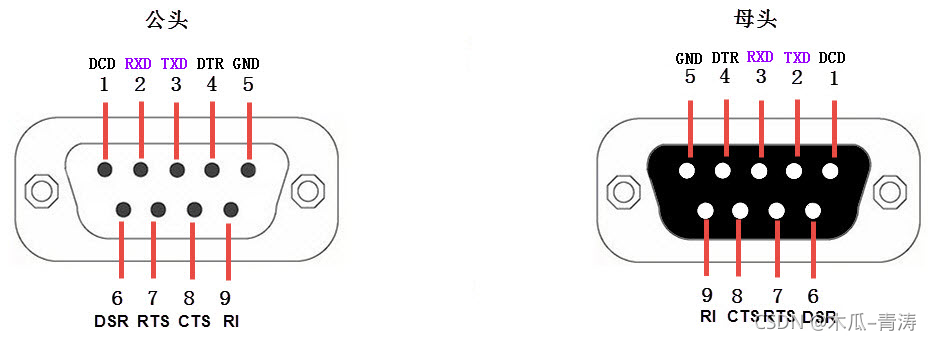 公头
母头
DCD RXD TXD DTR GND
1 2 3 4 5
GND DTR RXD TXD DCD
5 4 3 2 1
6 7 8 9
DSR RTS CTS RI
9 8 7 6
RI CTS RTS DSR
CSDN @木瓜-青涛